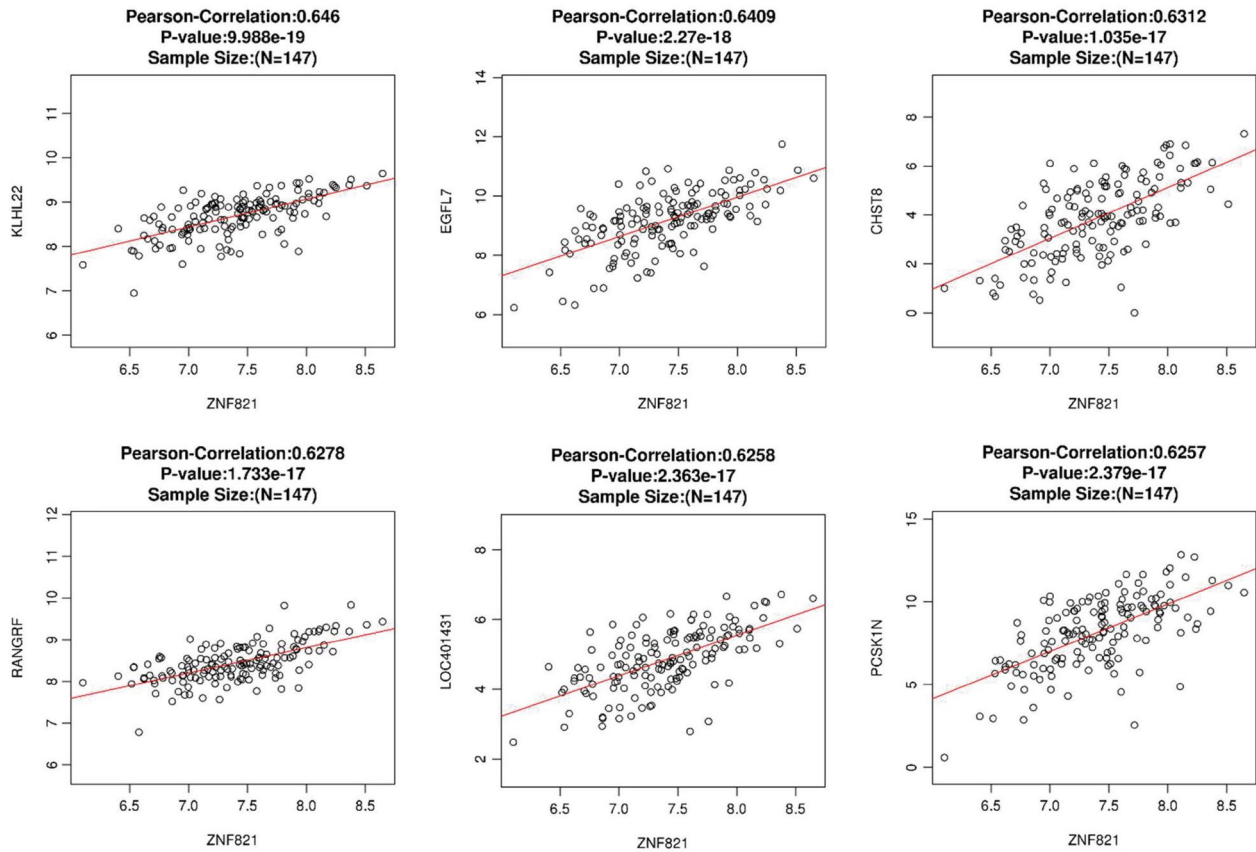 Pearson-Correlation:0.646
P-value:9.988e-19
Sample Size:(N=147)
KLHL22
11
10
9
8
7
6
6.5 7.0 7.5 8.0 8.5
ZNF821
Pearson-Correlation:0.6409
P-value:2.27e-18
Sample Size:(N=147)
EGFL7
14
12
10
8
6
6.5 7.0 7.5 8.0 8.5
ZNF821
Pearson-Correlation:0.6312
P-value:1.035e-17
Sample Size:(N=147)
CHST8
8
6
4
2
0
6.5 7.0 7.5 8.0 8.5
ZNF821
Pearson-Correlation:0.6278
P-value:1.733e-17
Sample Size:(N=147)
RANGRF
12
11
10
9
8
7
6
6.5 7.0 7.5 8.0 8.5
ZNF821
Pearson-Correlation:0.6258
P-value:2.363e-17
Sample Size:(N=147)
LOC401431
8
6
4
2
6.5 7.0 7.5 8.0 8.5
ZNF821
Pearson-Correlation:0.6257
P-value:2.379e-17
Sample Size:(N=147)
PCSK1N
15
10
5
0
6.5 7.0 7.5 8.0 8.5
ZNF821